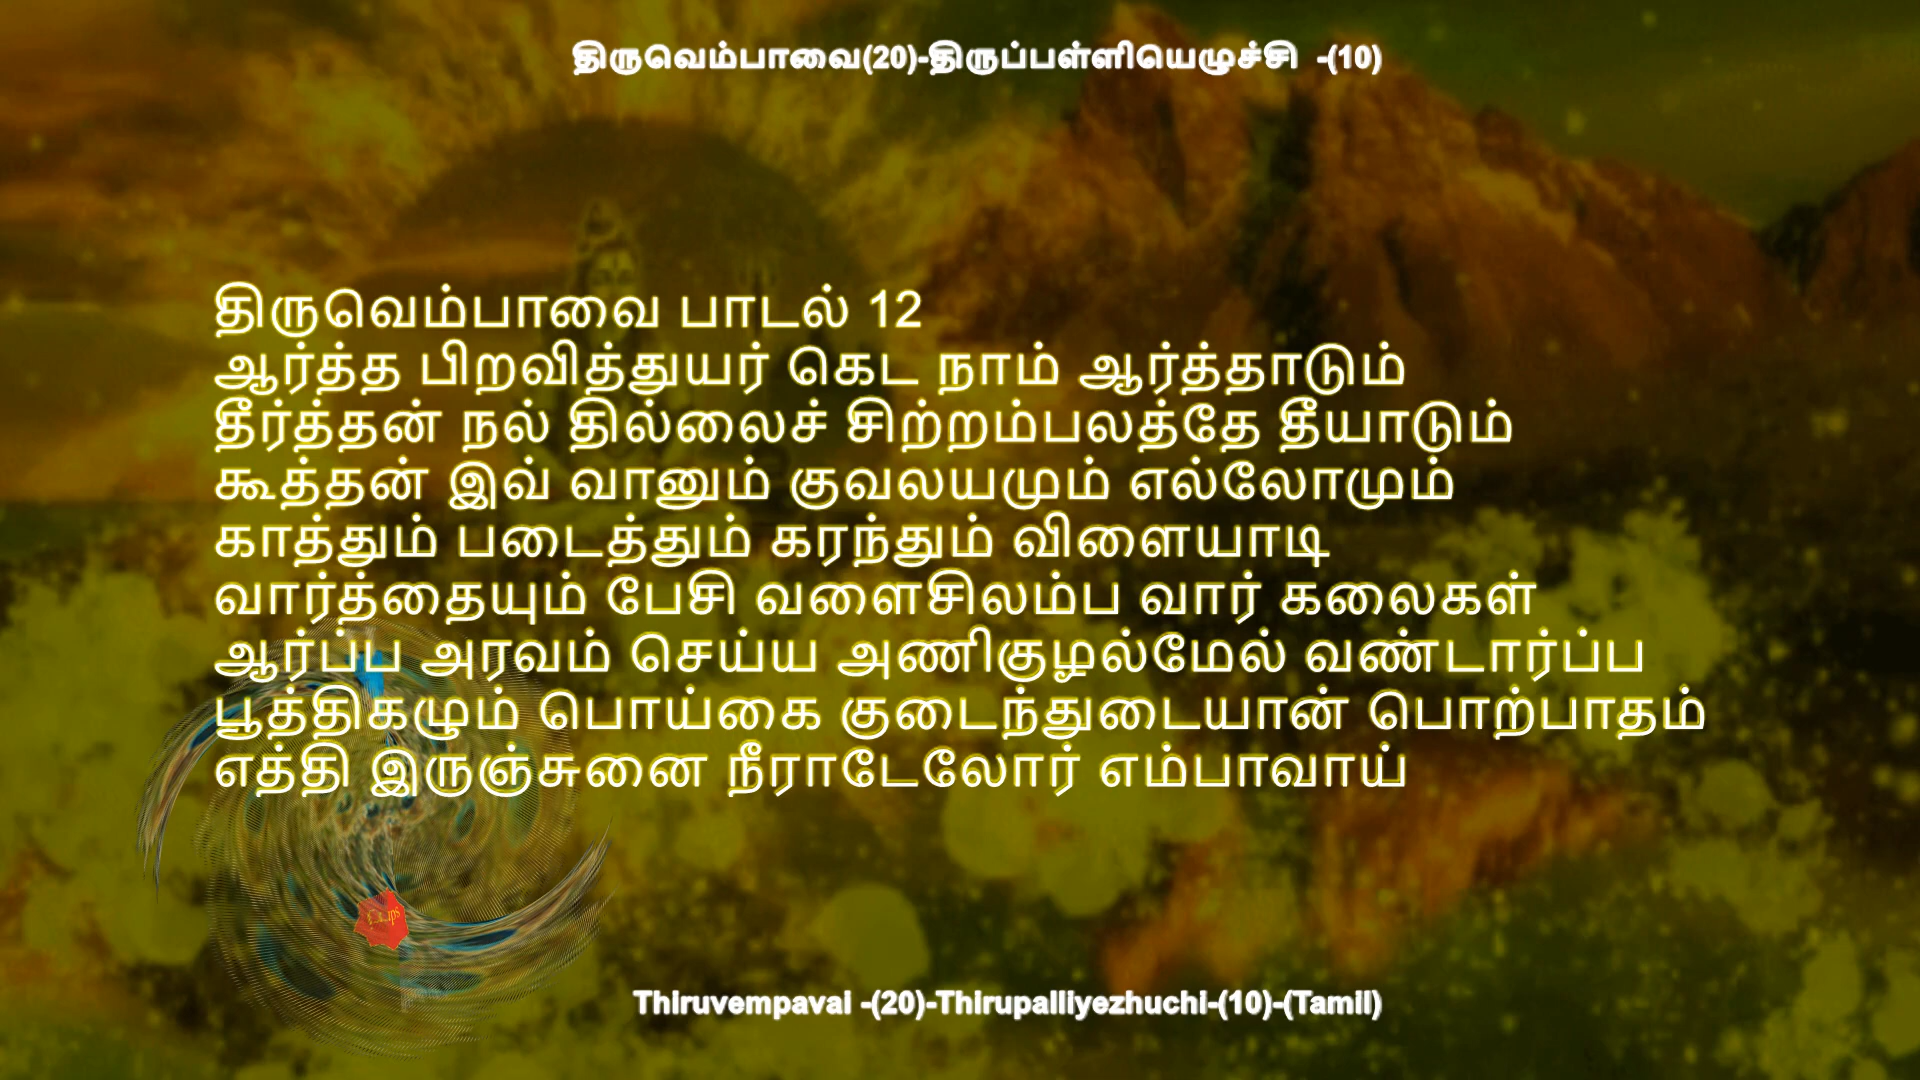 திருவெம்பாவை(20)-திருப்பள்ளியெழுச்சி -(10)
திருவெம்பாவை பாடல் 12
ஆர்த்த பிறவித்துயர் கெட நாம் ஆர்த்தாடும்
தீர்த்தன் நல் தில்லைச் சிற்றம்பலத்தே தீயாடும்
கூத்தன் இவ் வானும் குவலயமும் எல்லோமும்
காத்தும் படைத்தும் கரந்தும் விளையாடி
வார்த்தையும் பேசி வளைசிலம்ப வார் கலைகள்
ஆர்ப்ப அரவம் செய்ய அணிகுழல்மேல் வண்டார்ப்ப
பூத்திகழும் பொய்கை குடைந்துடையான் பொற்பாதம்
எத்தி இருஞ்சுனை நீராடேலோர் எம்பாவாய்
Thiruvempavai -(20)-Thirupalliyezhuchi-(10)-(Tamil)